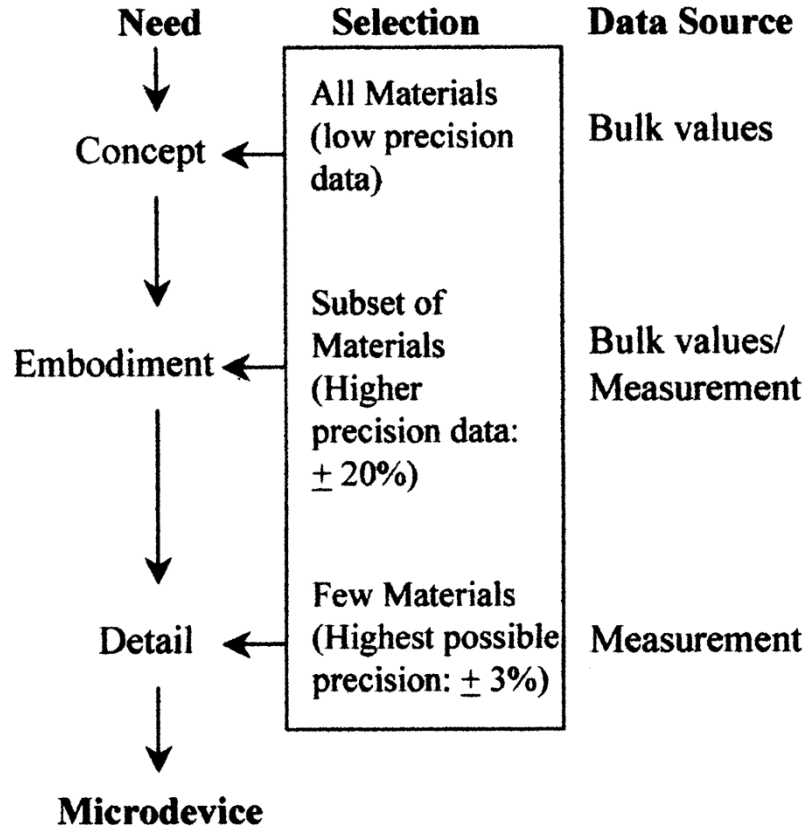 Need Selection Data Source
All Materials
(low precision
data)
Concept
Bulk values
Subset of
Materials
(Higher
precision data:
± 20%)
Embodiment
Bulk values/
Measurement
Few Materials
(Highest possible
precision: ± 3%)
Detail
Measurement
Microdevice